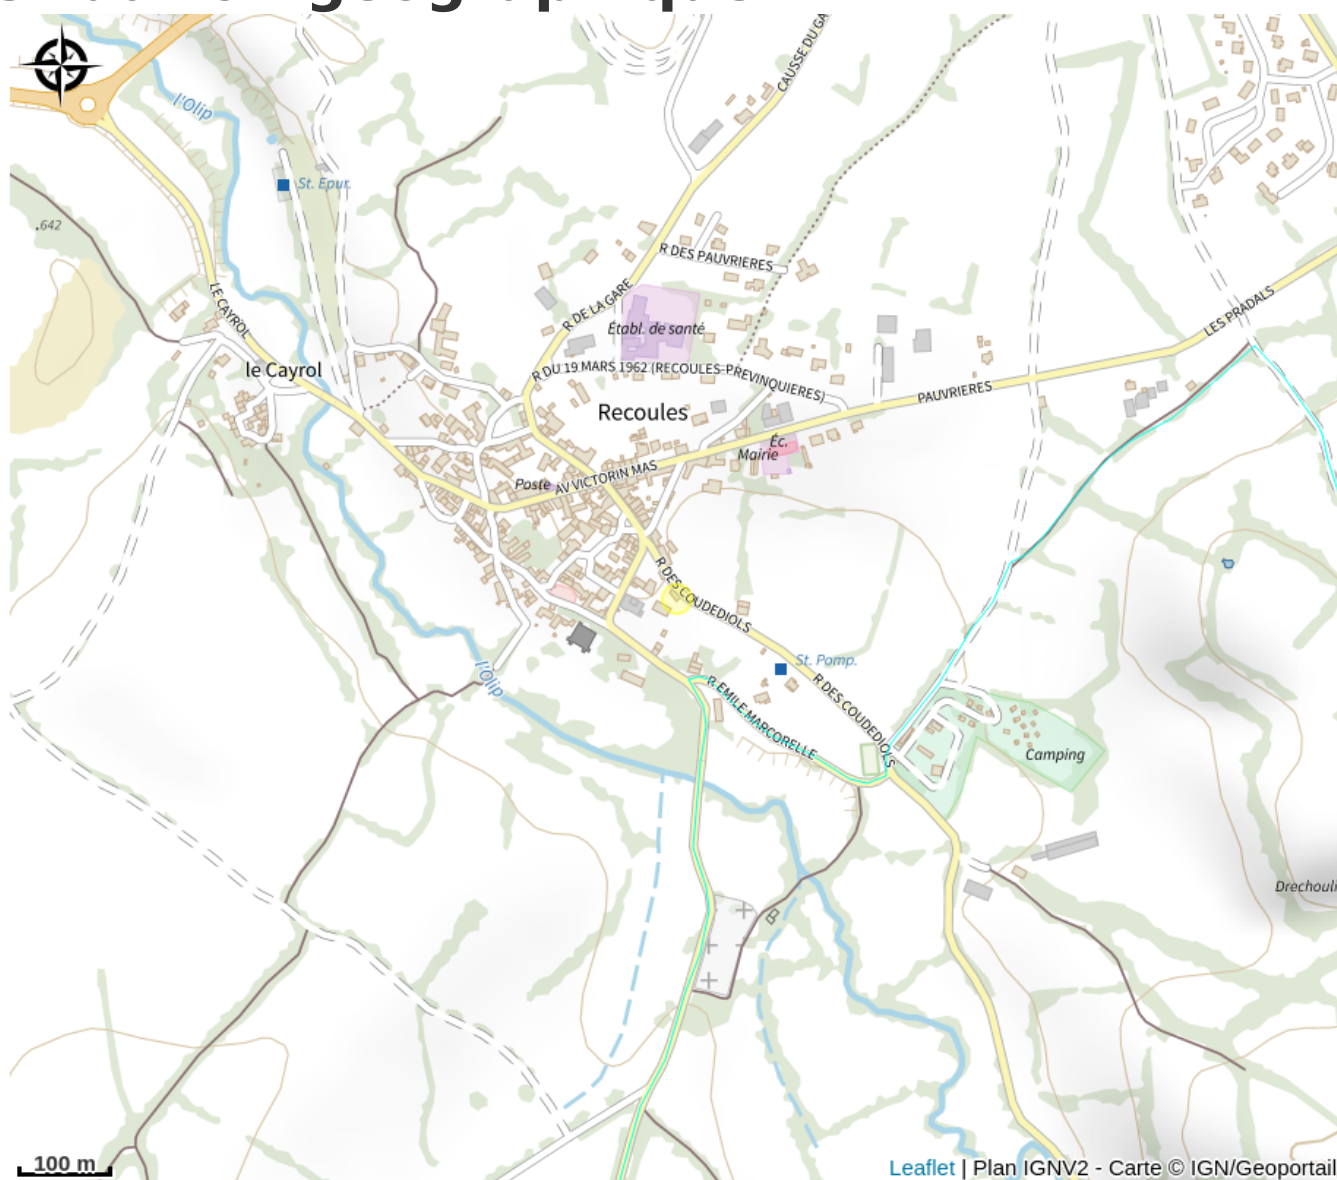 l'Olip
CAUSSE DU GA
St. Epur.
.642
R DES PAUVRIERES
LE CAYROL
R DE LA GARE
Établ. de santé
LES PRADALS
le Cayrol
R DU 19 MARS 1962 (RECOULES-PREVINQUIERES)
PAUVRIERES
Recoules
Éc.
Mairie
Poste
AV VICTORIN MAS
R DES COUDEDIOLS
St. Pomp.
l'Olip
R EMILE MARCORELLE
R DES COUDEDIOLS
Camping
Drechouli
100 m
Leaflet | Plan IGNV2 - Carte © IGN/Geoportail